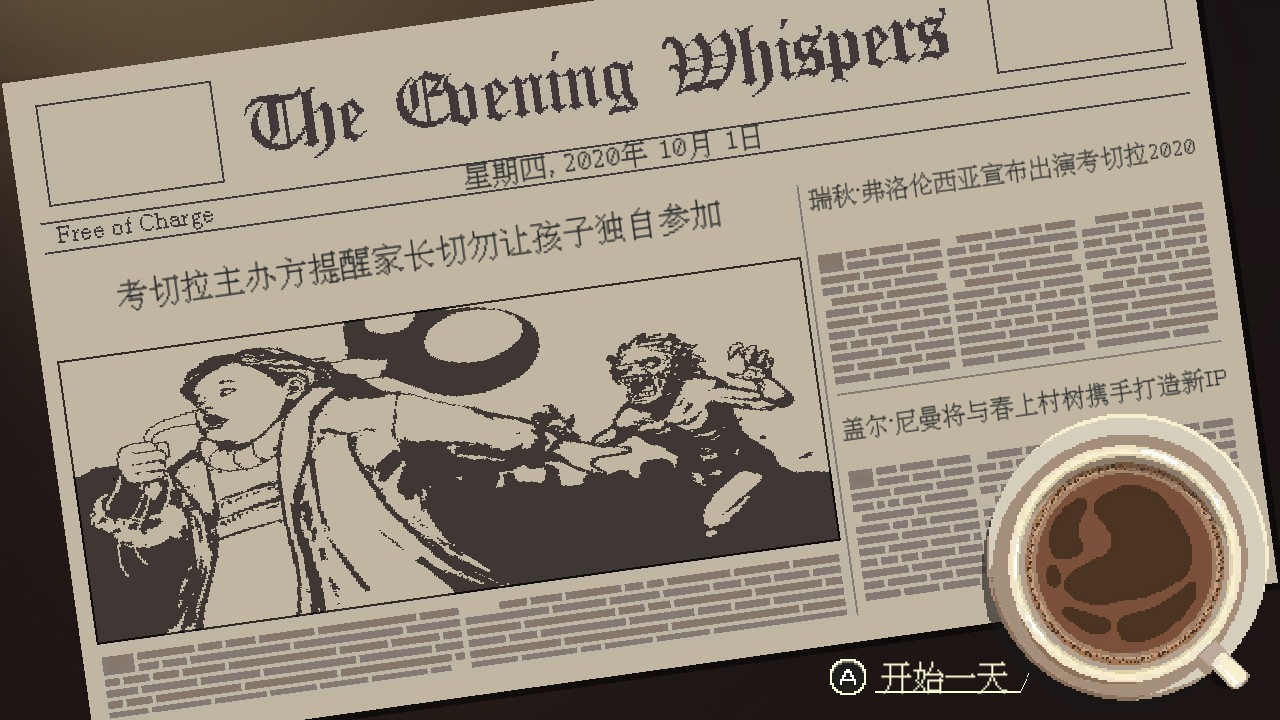 The Evening Whispers
星期四, 2020年 10月 1日
Free of Charge
考切拉主办方提醒家长切勿让孩子独自参加
瑞秋·弗洛伦西亚宣布出演考切拉2020
盖尔·尼曼将与春上村树携手打造新IP
A 开始一天